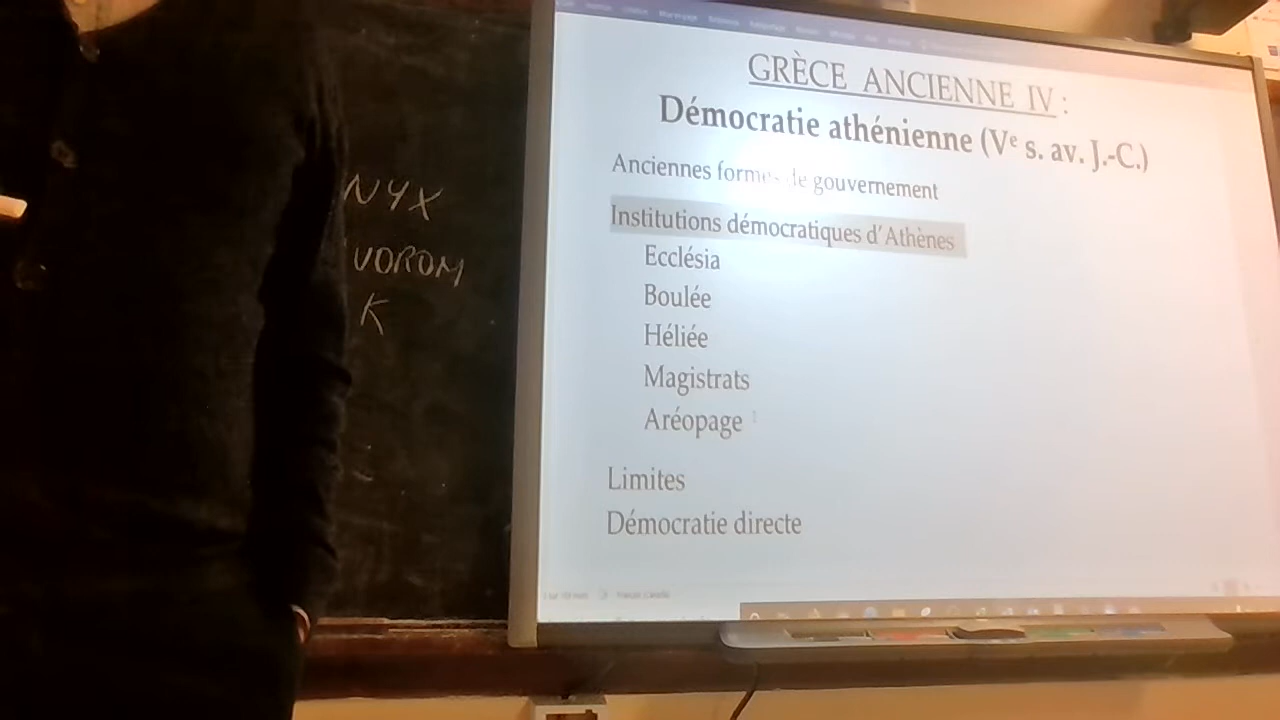 NYX
UOROM
K
GRÈCE ANCIENNE IV :
Démocratie athénienne (Vᵉ s. av. J.-C.)
Anciennes formes de gouvernement
Institutions démocratiques d'Athènes
Ecclésia
Boulée
Héliée
Magistrats
Aréopage
Limites
Démocratie directe